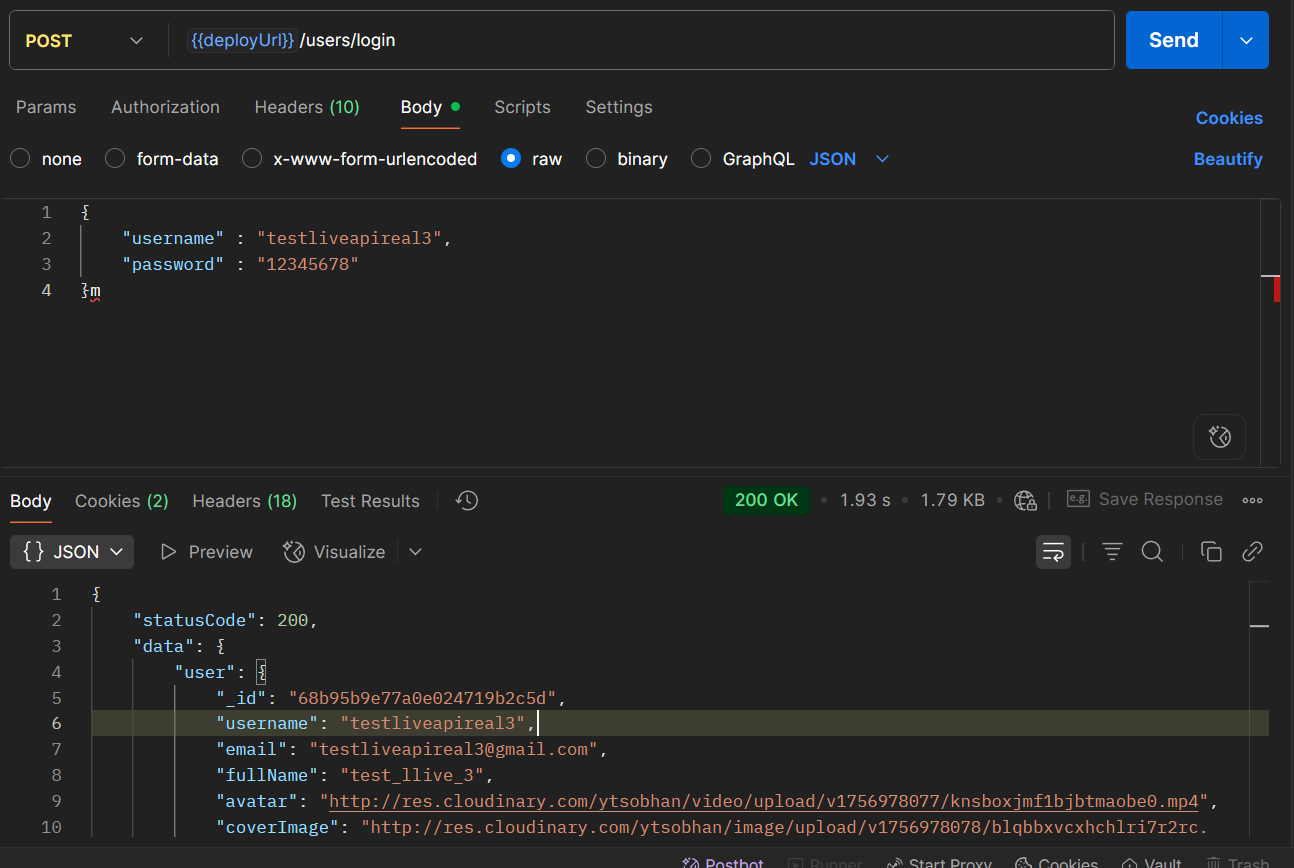 POST {{deployUrl}} /users/login Send
Params Authorization Headers (10) Body Scripts Settings Cookies
none form-data x-www-form-urlencoded raw binary GraphQL JSON Beautify
1 {
2 "username" : "testliveapireal3",
3 "password" : "12345678"
4 }m
Body Cookies (2) Headers (18) Test Results 200 OK 1.93 s 1.79 KB e.g. Save Response
{} JSON Preview Visualize
1 {
2 "statusCode": 200,
3 "data": {
4 "user": {
5 "_id": "68b95b9e77a0e024719b2c5d",
6 "username": "testliveapireal3",
7 "email": "testliveapireal3@gmail.com",
8 "fullName": "test_llive_3",
9 "avatar": "http://res.cloudinary.com/ytsobhan/video/upload/v1756978077/knsboxjmf1bjbtmaobe0.mp4",
10 "coverImage": "http://res.cloudinary.com/ytsobhan/image/upload/v1756978078/blqbbxvcxhchlri7r2rc.
Postbot Runner Start Proxy Cookies Vault Trash